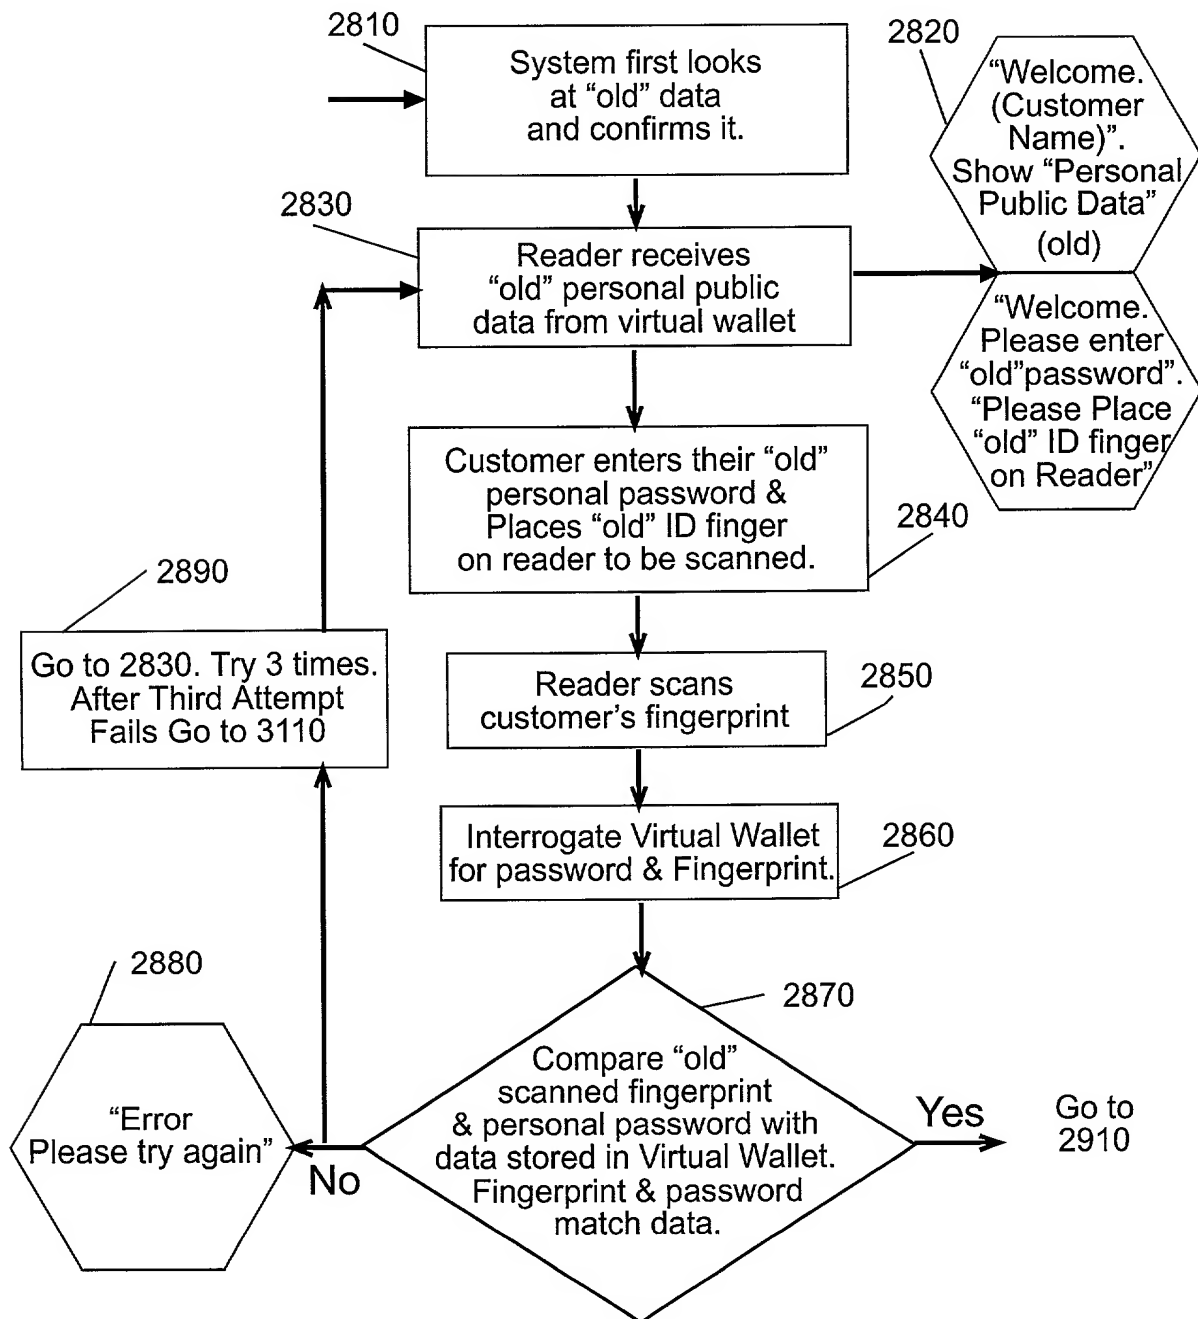 2810
System first looks
at “old” data
and confirms it.
2820
“Welcome.
(Customer
Name)”.
Show “Personal
Public Data”
(old)
2830
Reader receives
“old” personal public
data from virtual wallet
“Welcome.
Please enter
“old”password”.
“Please Place
“old” ID finger
on Reader”
Customer enters their “old”
personal password &
Places “old” ID finger
on reader to be scanned.
2840
2890
Go to 2830. Try 3 times.
After Third Attempt
Fails Go to 3110
Reader scans
customer’s fingerprint
2850
Interrogate Virtual Wallet
for password & Fingerprint.
2860
2880
“Error
Please try again”
2870
Compare “old”
scanned fingerprint
& personal password with
data stored in Virtual Wallet.
Fingerprint & password
match data.
No
Yes
Go to
2910